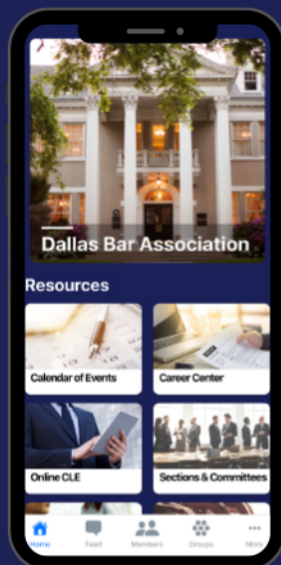 Dallas Bar Association
Resources
Calendar of Events
Career Center
Online CLE
Sections & Committees
Home
Feed
Members
Groups
More